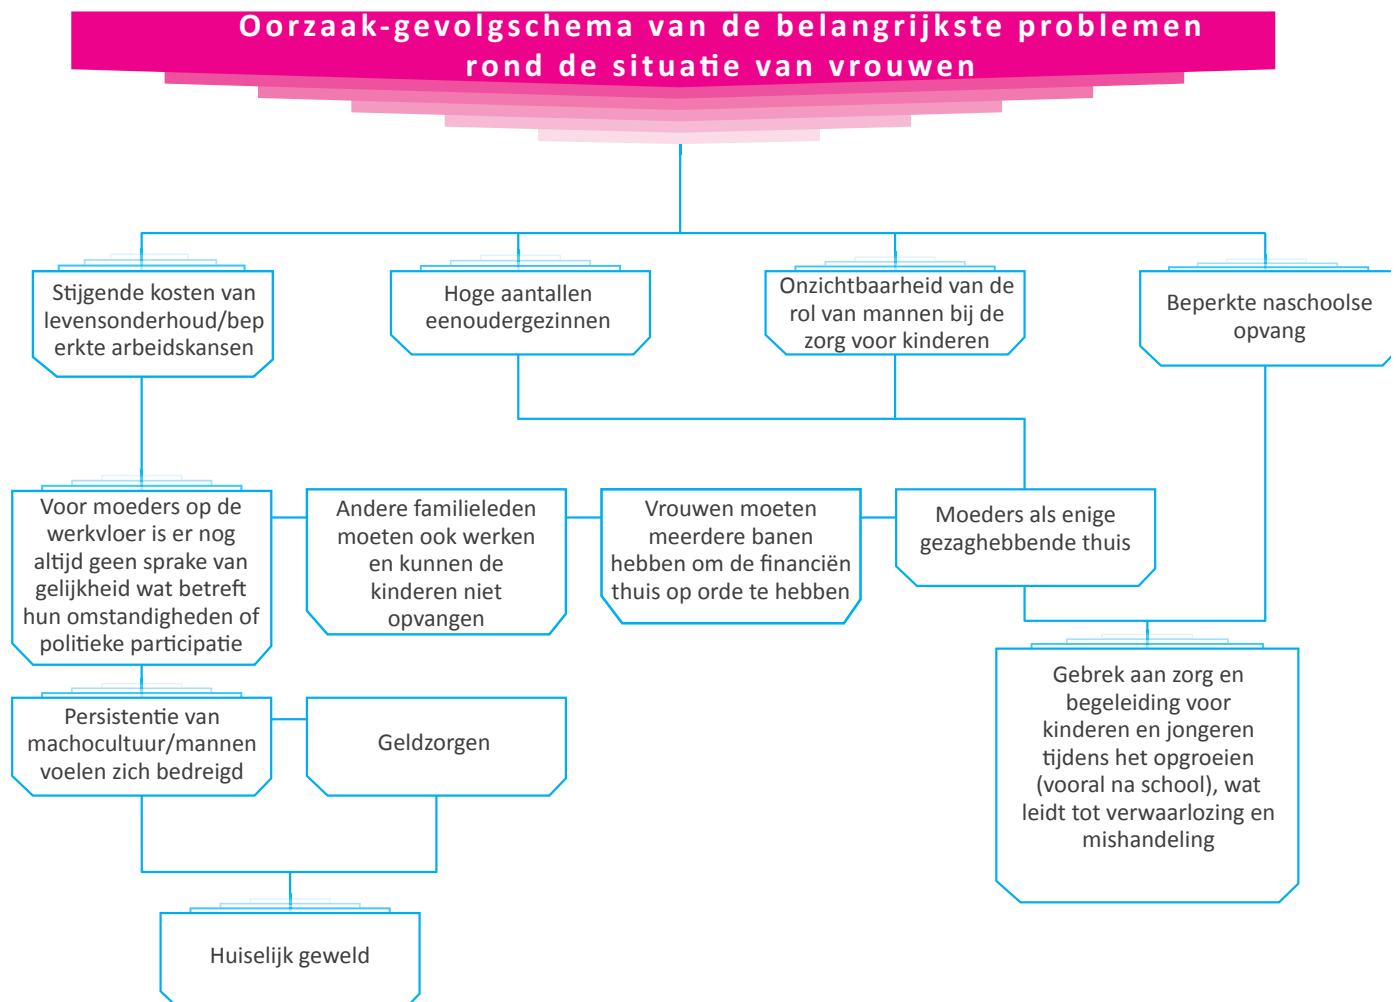 Oorzaak-gevolgschema van de belangrijkste problemen
rond de situatie van vrouwen
Stijgende kosten van
levensonderhoud/bep
erkte arbeidskansen
Hoge aantallen
eenoudergezinnen
Onzichtbaarheid van de
rol van mannen bij de
zorg voor kinderen
Beperkte naschoolse
opvang
Voor moeders op de
werkvloer is er nog
altijd geen sprake van
gelijkheid wat betreft
hun omstandigheden of
politieke participatie
Andere familieleden
moeten ook werken
en kunnen de
kinderen niet
opvangen
Vrouwen moeten
meerdere banen
hebben om de financiën
thuis op orde te hebben
Moeders als enige
gezaghebbende thuis
Persistentie van
machocultuur/mannen
voelen zich bedreigd
Geldzorgen
Gebrek aan zorg en
begeleiding voor
kinderen en jongeren
tijdens het opgroeien
(vooral na school), wat
leidt tot verwaarlozing en
mishandeling
Huiselijk geweld